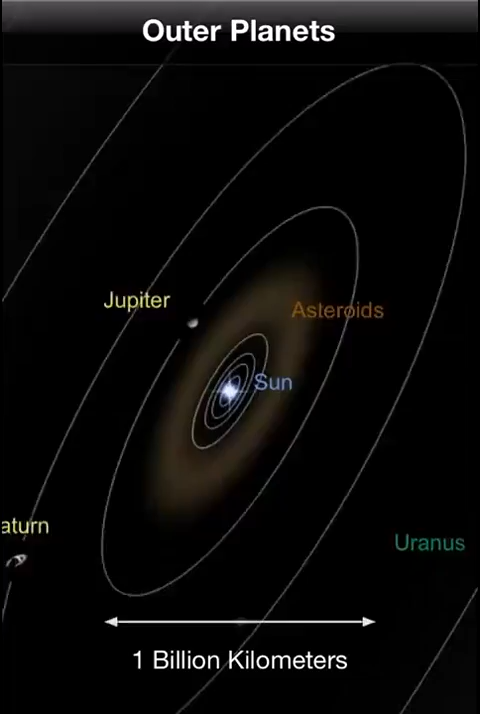 Outer Planets
Jupiter
Asteroids
Sun
aturn
Uranus
1 Billion Kilometers